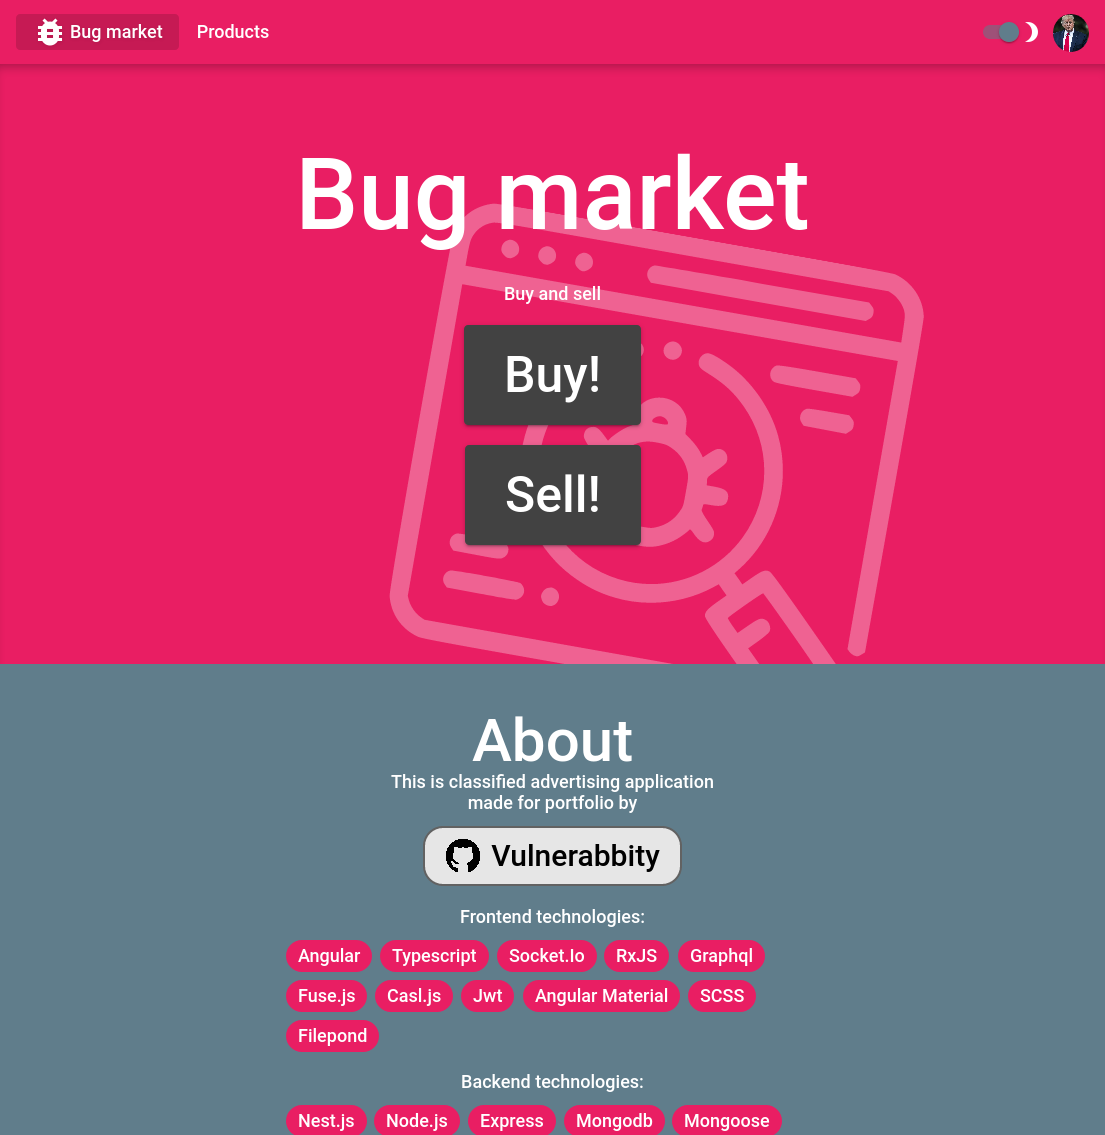 Bug market Products
Bug market
Buy and sell
Buy!
Sell!
About
This is classified advertising application
made for portfolio by
Vulnerabbity
Frontend technologies:
Angular Typescript Socket.Io RxJS Graphql
Fuse.js Casl.js Jwt Angular Material SCSS
Filepond
Backend technologies:
Nest.js Node.js Express Mongodb Mongoose